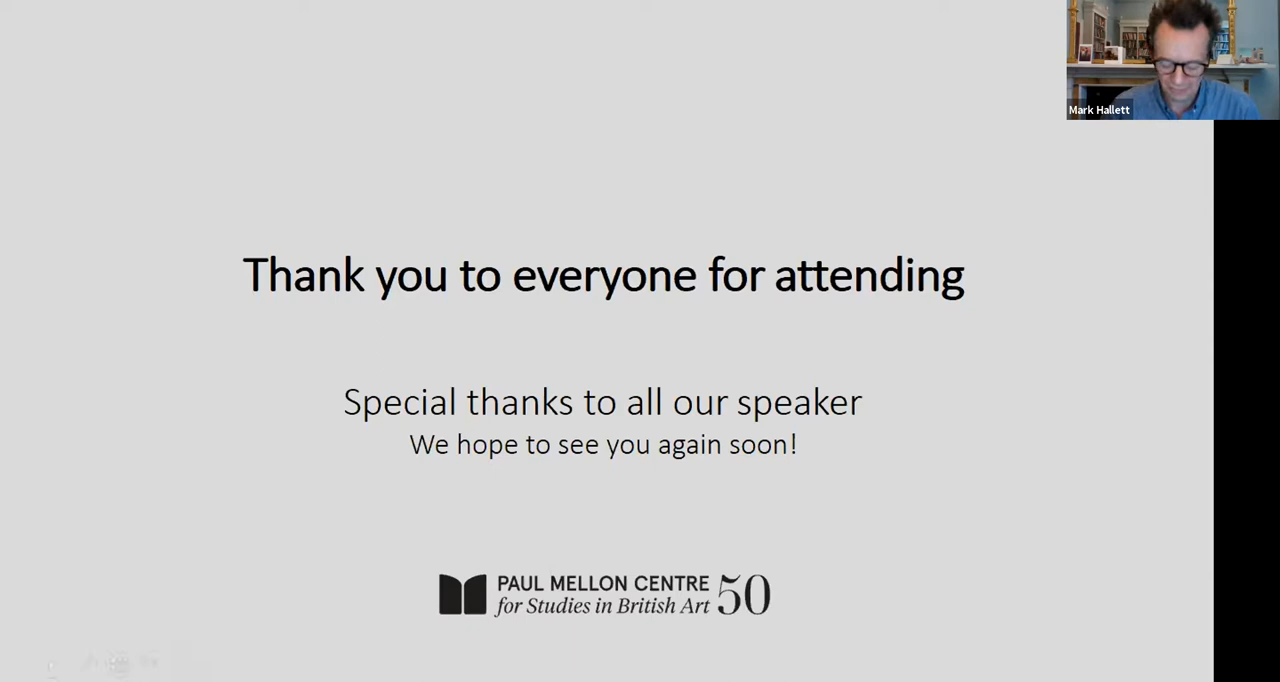 Mark Hallett
Thank you to everyone for attending
Special thanks to all our speaker
We hope to see you again soon!
PAUL MELLON CENTRE
for Studies in British Art
50